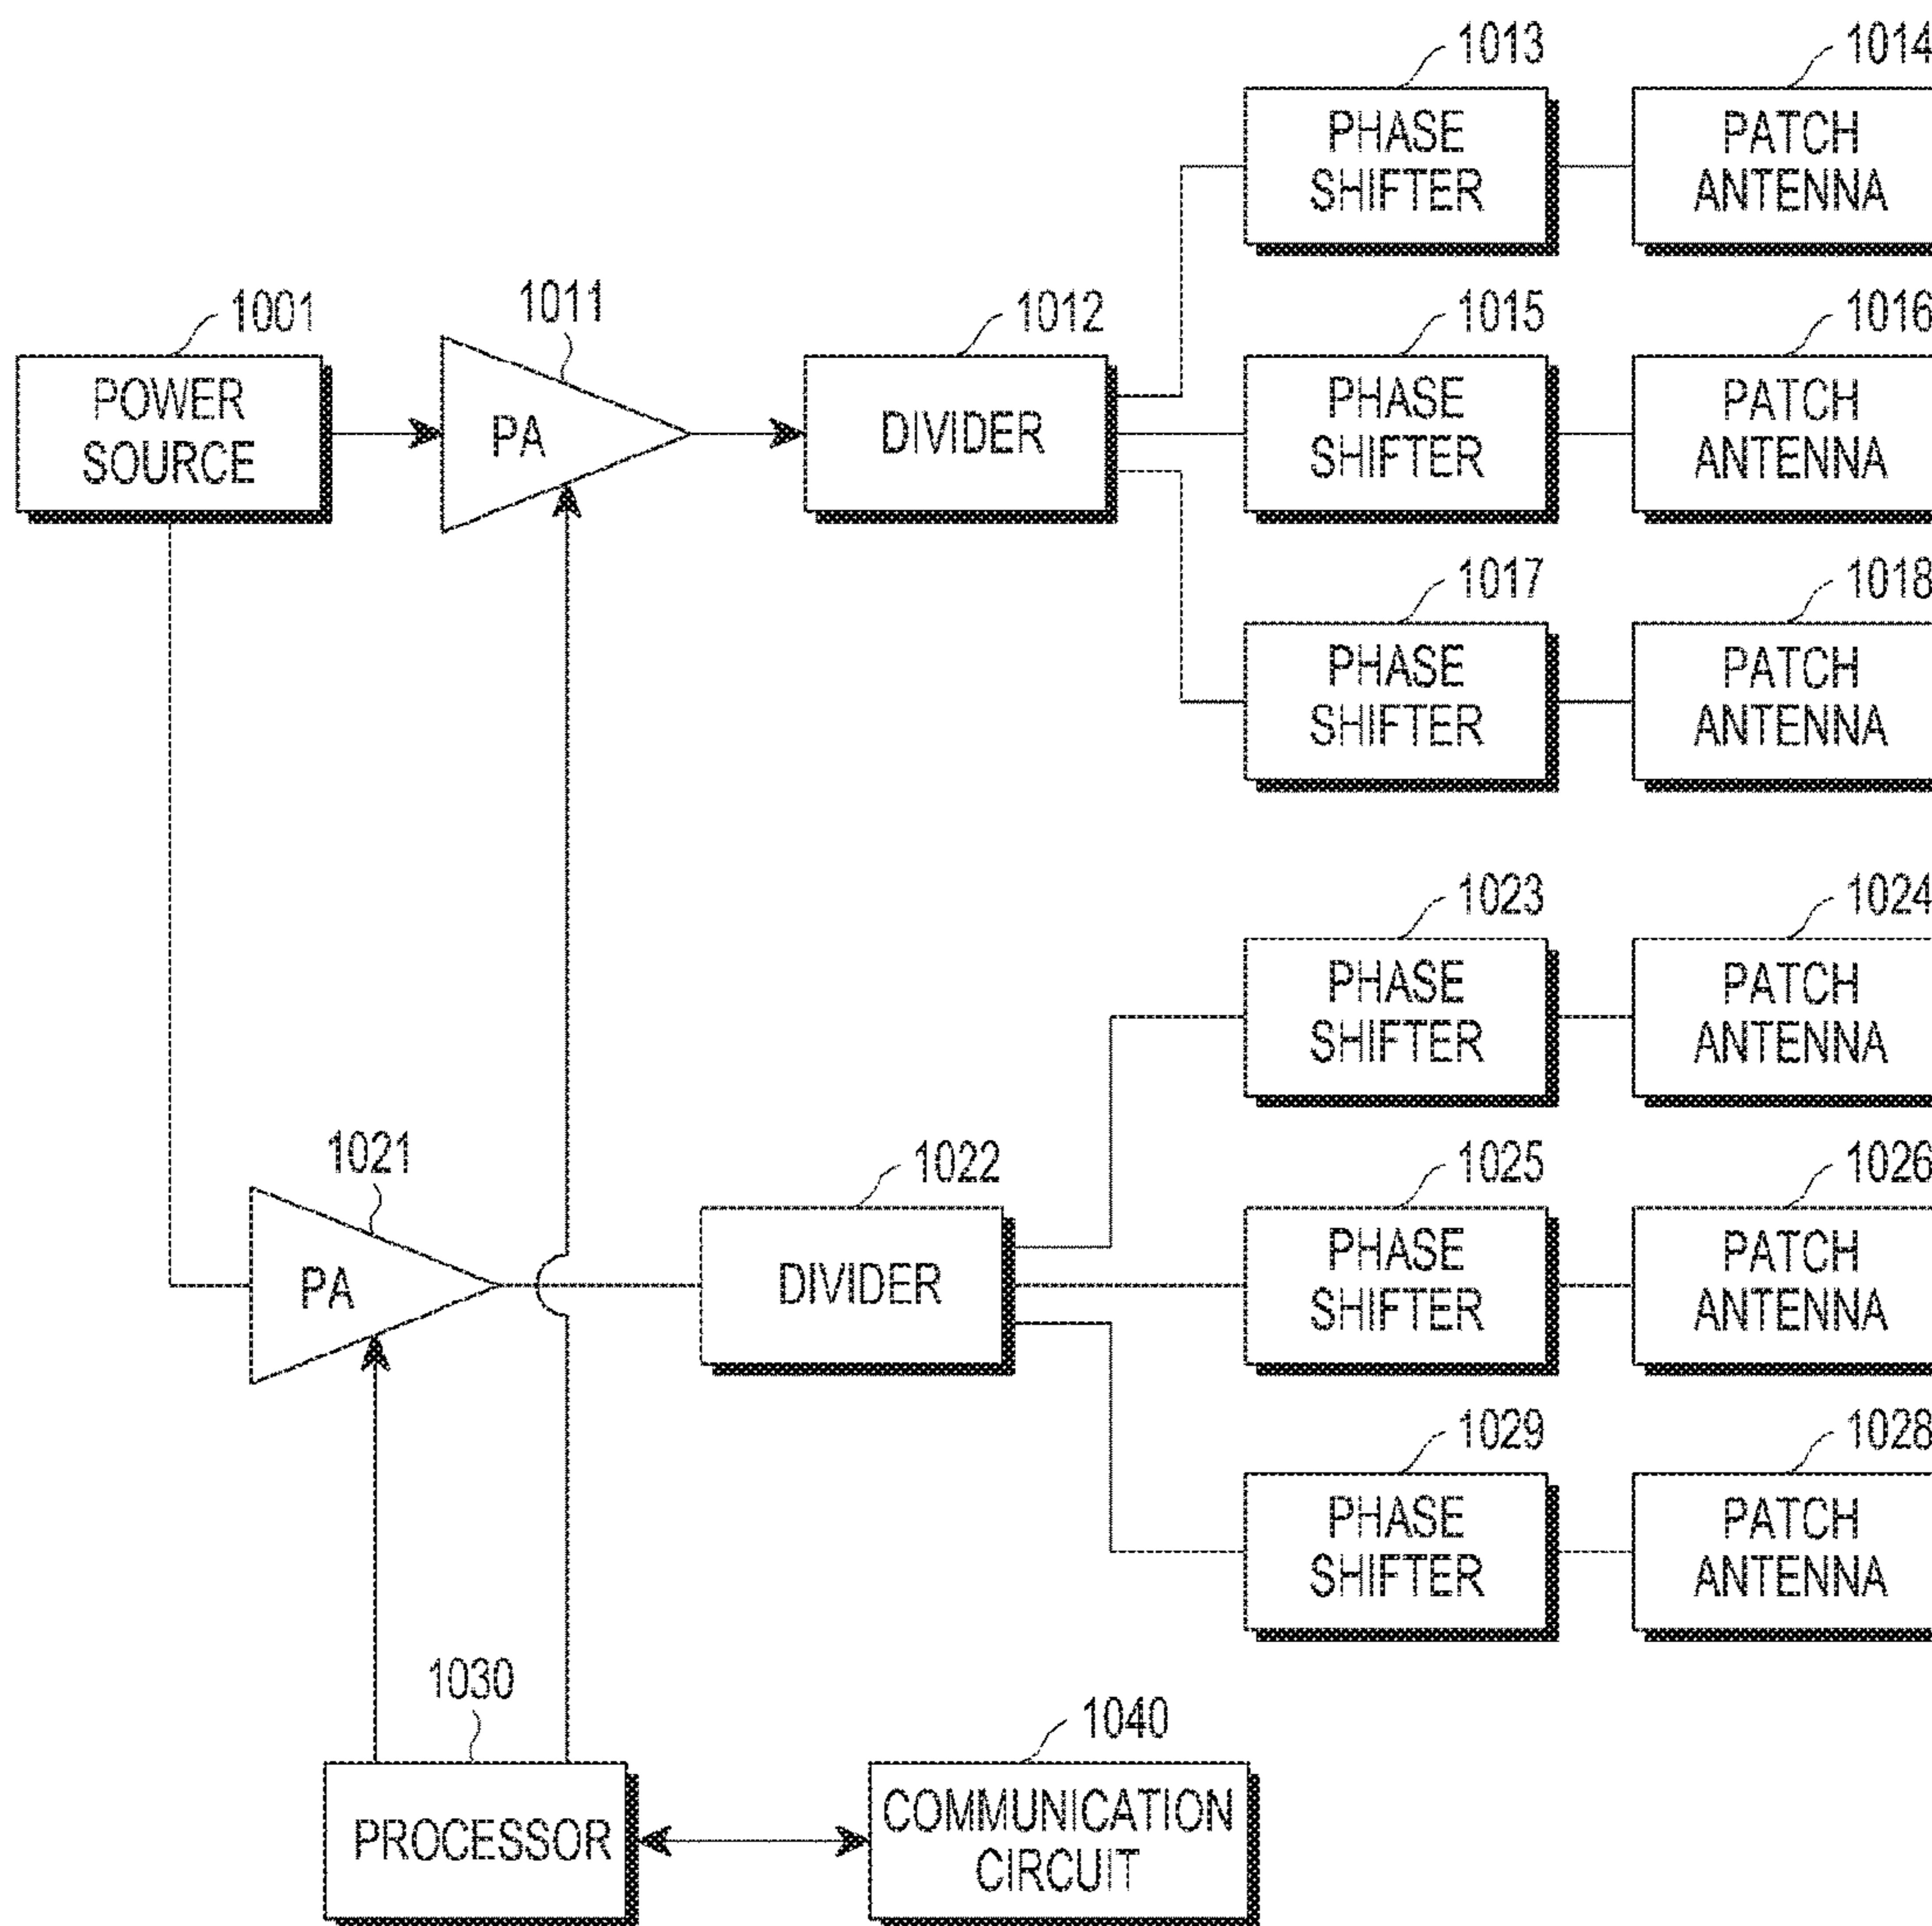 1013
1014
PHASE
SHIFTER
PATCH
ANTENNA
1001
1011
1012
1015
1016
POWER
SOURCE
PA
DIVIDER
PHASE
SHIFTER
PATCH
ANTENNA
1017
1018
PHASE
SHIFTER
PATCH
ANTENNA
1023
1024
PHASE
SHIFTER
PATCH
ANTENNA
1021
1022
1025
1026
PA
DIVIDER
PHASE
SHIFTER
PATCH
ANTENNA
1029
1028
PHASE
SHIFTER
PATCH
ANTENNA
1030
1040
PROCESSOR
COMMUNICATION
CIRCUIT